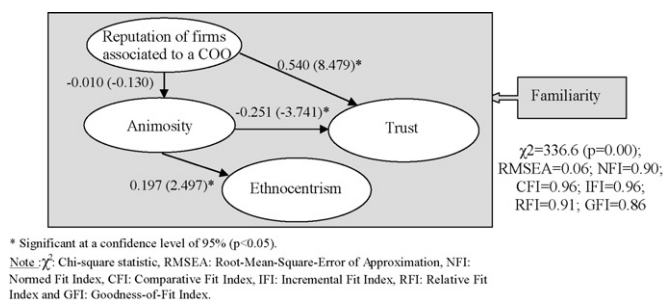 Reputation of firms
associated to a COO
0.540 (8.479)*
-0.010 (-0.130)
-0.251 (-3.741)*
Animosity
Trust
Familiarity
0.197 (2.497)*
Ethnocentrism
χ2=336.6 (p=0.00);
RMSEA=0.06; NFI=0.90;
CFI=0.96; IFI=0.96;
RFI=0.91; GFI=0.86
* Significant at a confidence level of 95% (p<0.05).
Note :χ²: Chi-square statistic, RMSEA: Root-Mean-Square-Error of Approximation, NFI:
Normed Fit Index, CFI: Comparative Fit Index, IFI: Incremental Fit Index, RFI: Relative Fit
Index and GFI: Goodness-of-Fit Index.